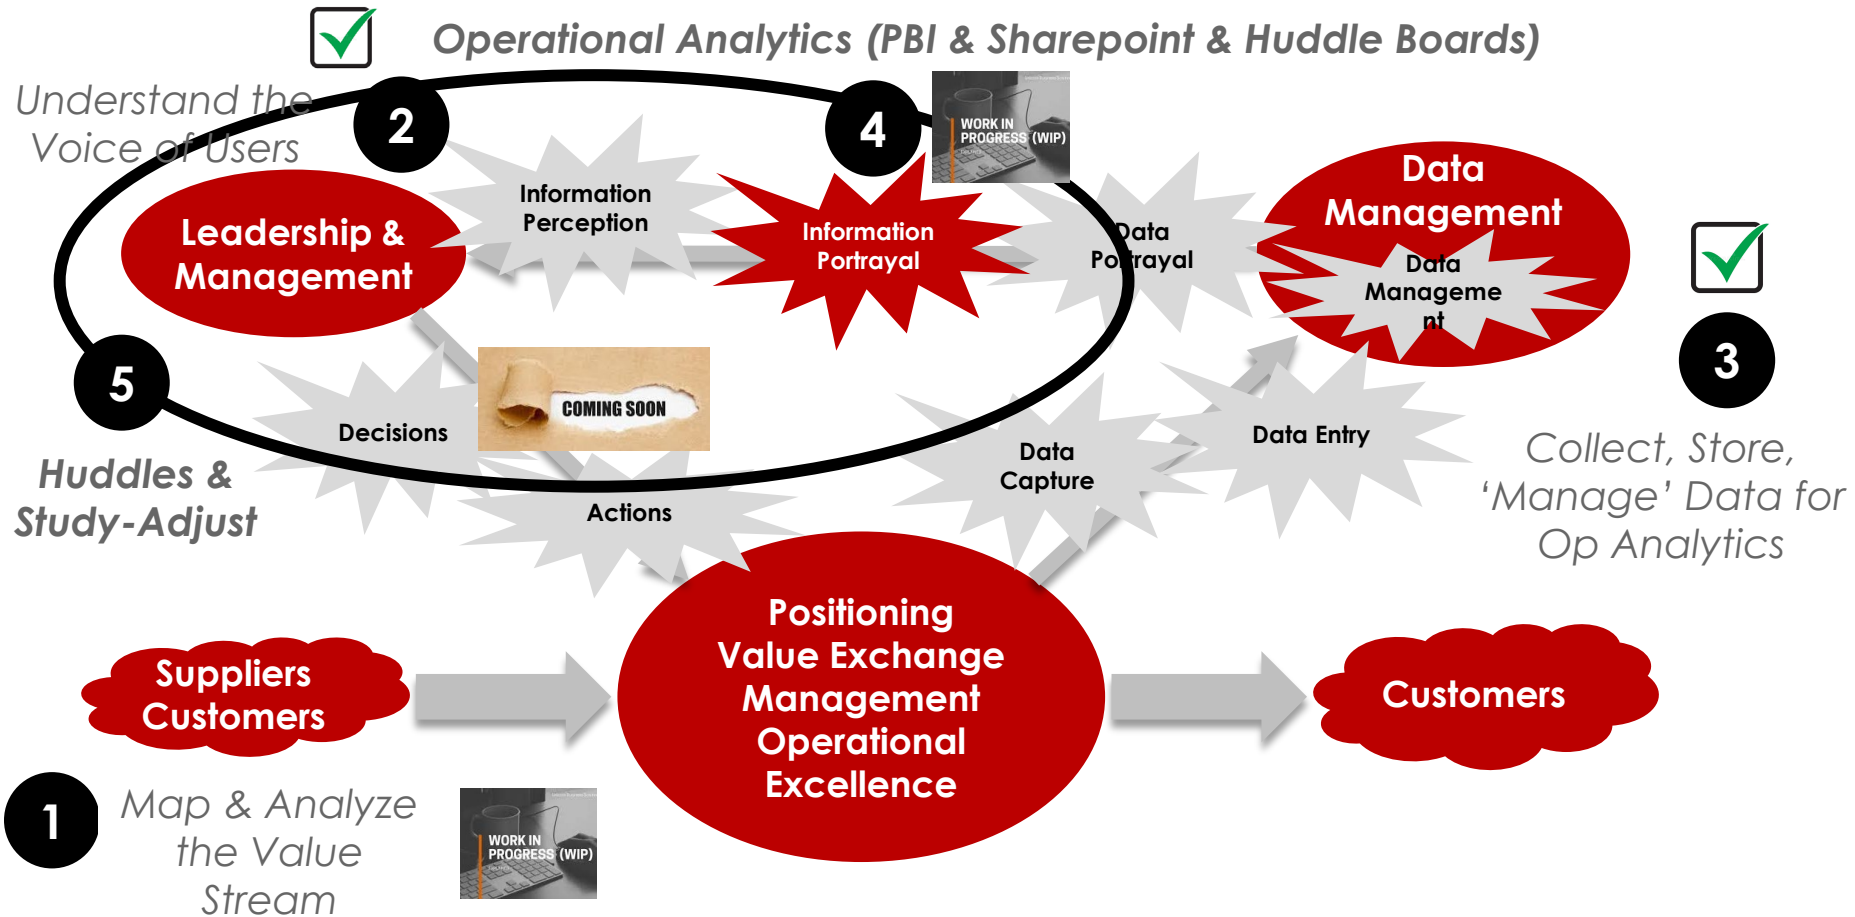 Operational Analytics (PBI & Sharepoint & Huddle Boards)
Understand the
Voice of Users
2
4
WORK IN
PROGRESS (WIP)
Data
Management
Information
Perception
Leadership &
Management
Information
Portrayal
Data
Portrayal
Data
Manageme
nt
3
5
COMING SOON
Decisions
Data
Capture
Data Entry
Collect, Store,
‘Manage’ Data for
Op Analytics
Huddles &
Study-Adjust
Actions
Positioning
Value Exchange
Management
Operational
Excellence
Suppliers
Customers
Customers
1
Map & Analyze
the Value
Stream
WORK IN
PROGRESS (WIP)